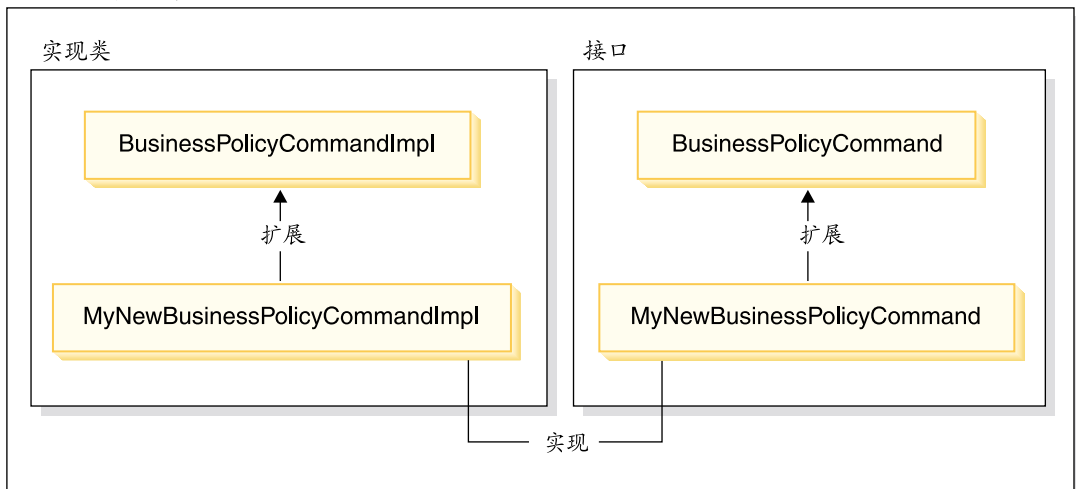 实现类
接口
BusinessPolicyCommandImpl
BusinessPolicyCommand
扩展
扩展
MyNewBusinessPolicyCommandImpl
MyNewBusinessPolicyCommand
实现